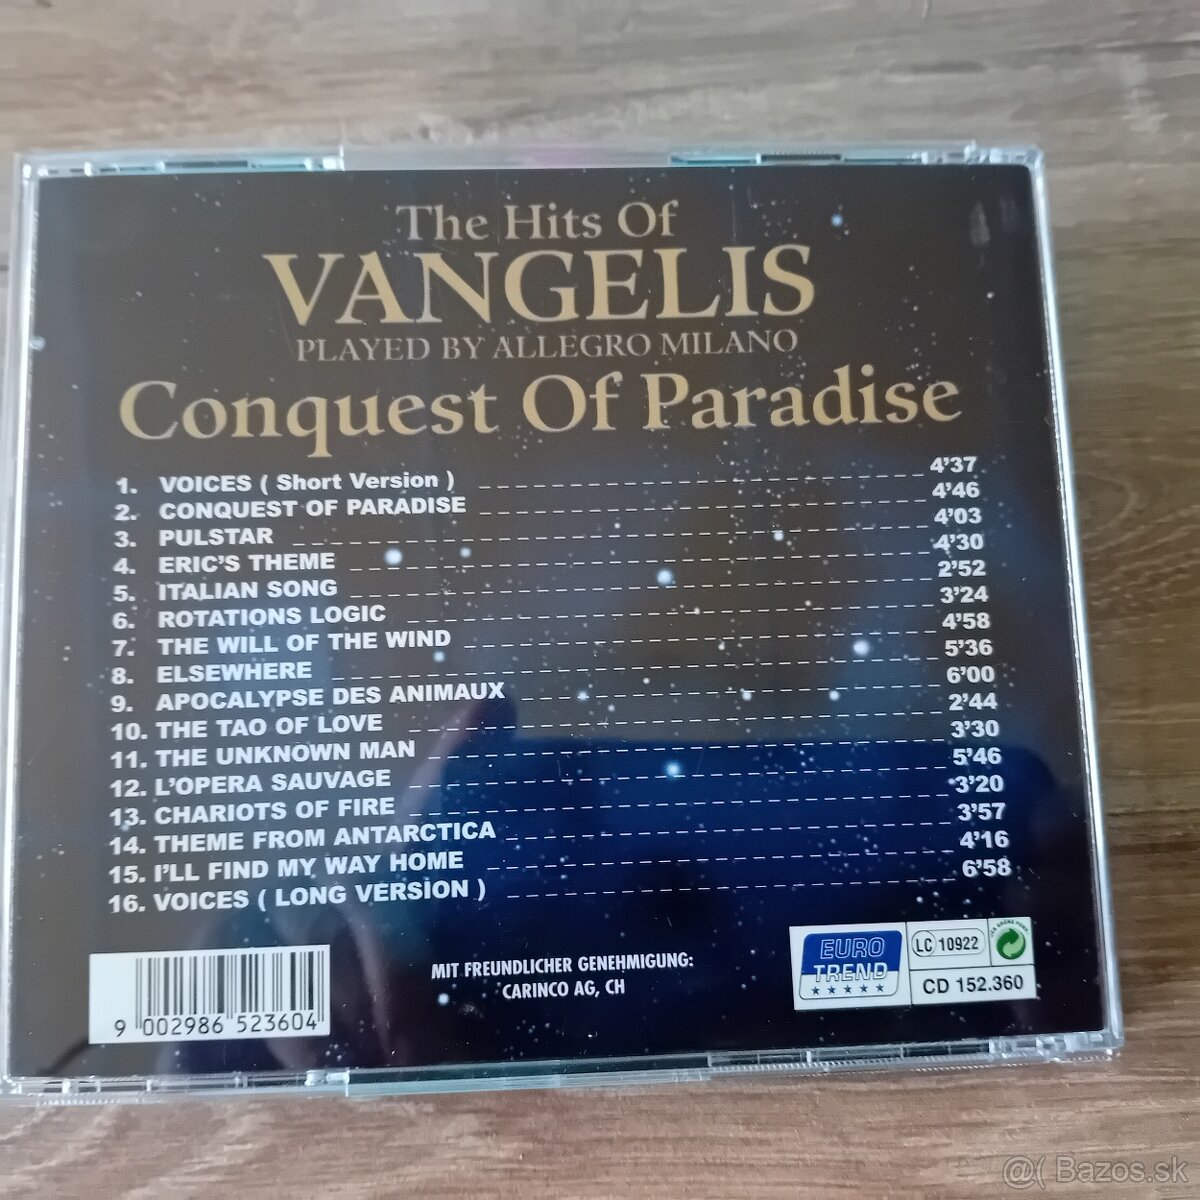 The Hits Of
VANGELIS
PLAYED BY ALLEGRO MILANO
Conquest Of Paradise
1. VOICES ( Short Version ) 4'37
2. CONQUEST OF PARADISE 4'46
3. PULSTAR 4'03
4. ERIC'S THEME 4'30
5. ITALIAN SONG 2'52
6. ROTATIONS LOGIC 3'24
7. THE WILL OF THE WIND 4'58
8. ELSEWHERE 5'36
9. APOCALYPSE DES ANIMAUX 6'00
10. THE TAO OF LOVE 2'44
11. THE UNKNOWN MAN 3'30
12. L'OPERA SAUVAGE 5'46
13. CHARIOTS OF FIRE 3'20
14. THEME FROM ANTARCTICA 3'57
15. I'LL FIND MY WAY HOME 4'16
16. VOICES ( LONG VERSION ) 6'58
9 002986 523604
MIT FREUNDLICHER GENEHMIGUNG:
CARINCO AG, CH
EURO
TREND
LC 10922
DER GRÜNE PUNKT
CD 152.360
@( Bazos.sk